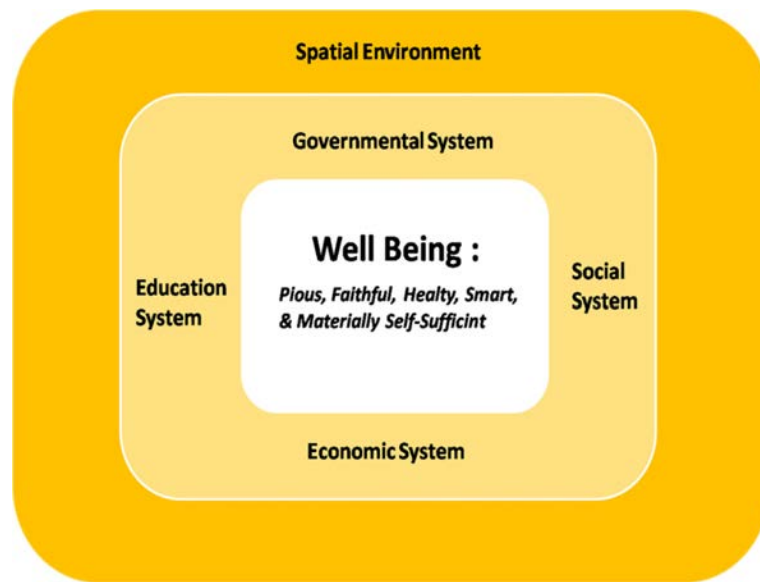 Spatial Environment
Governmental System
Well Being :
Pious, Faithful, Healty, Smart,
& Materially Self-Sufficint
Education
System
Social
System
Economic System